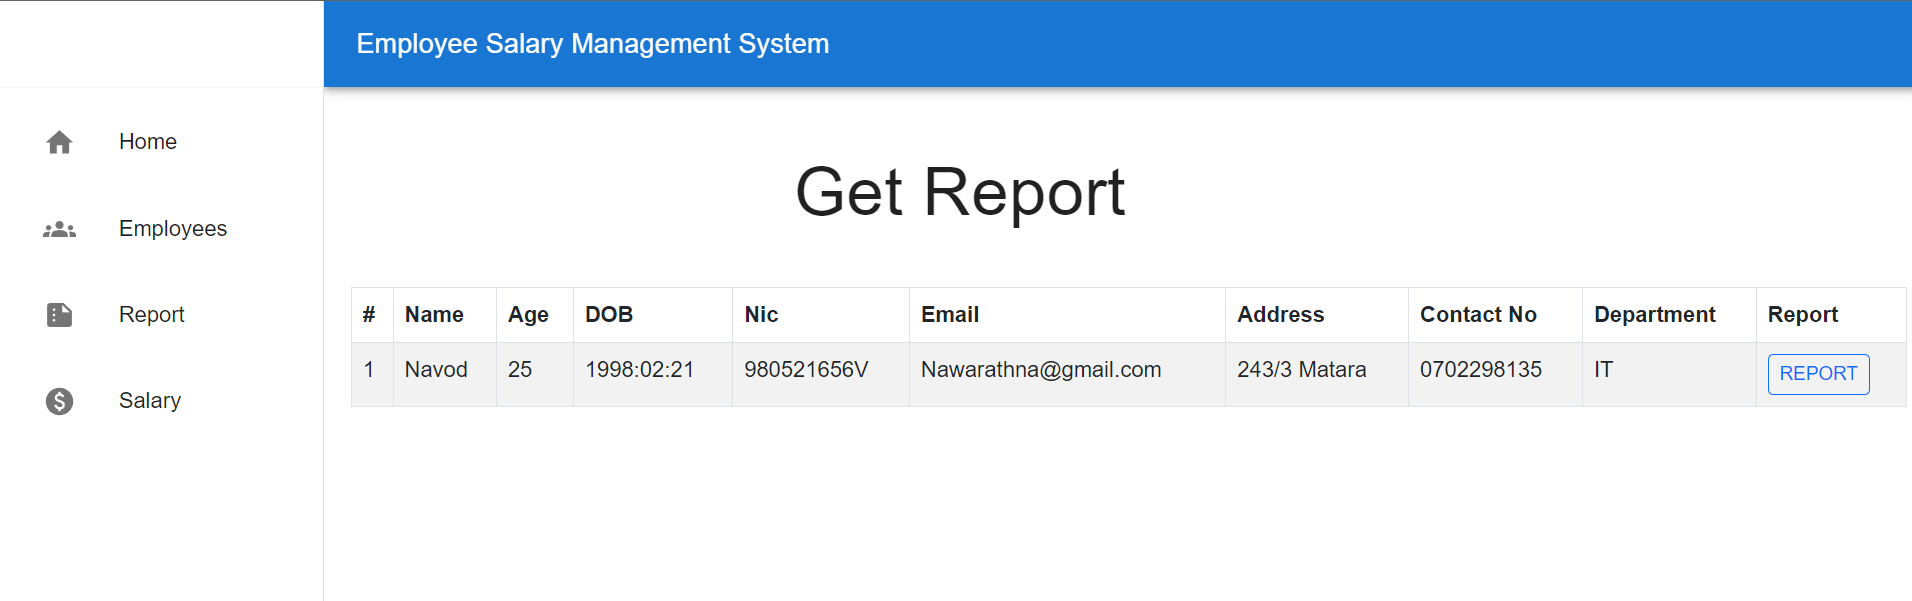 Employee Salary Management System
Home
Employees
Report
Salary
Get Report
# Name Age DOB Nic Email Address Contact No Department Report
1 Navod 25 1998:02:21 980521656V Nawarathna@gmail.com 243/3 Matara 0702298135 IT REPORT